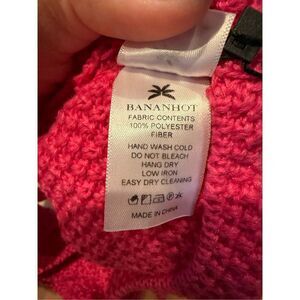 BANANHOT
FABRIC CONTENTS
100% POLYESTER
FIBER
HAND WASH COLD
DO NOT BLEACH
HANG DRY
LOW IRON
EASY DRY CLEANING
MADE IN CHINA